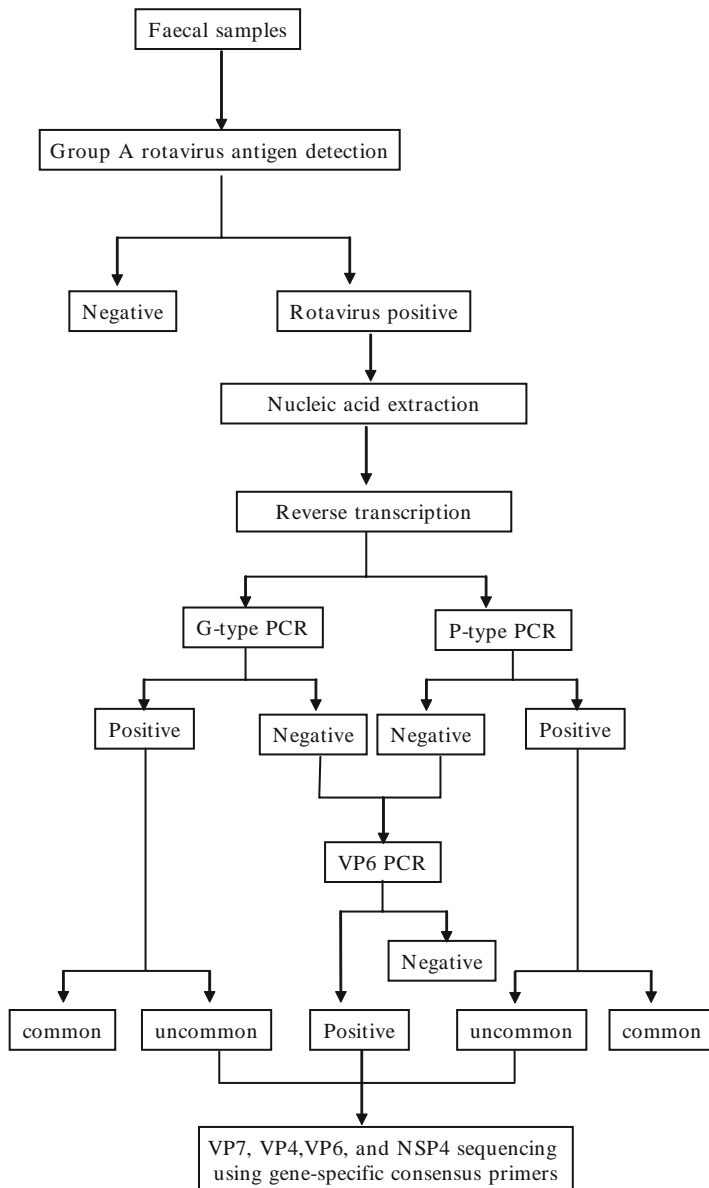 Faecal samples
Group A rotavirus antigen detection
Negative
Rotavirus positive
Nucleic acid extraction
Reverse transcription
G-type PCR
P-type PCR
Positive
Negative
Negative
Positive
VP6 PCR
Negative
common
uncommon
Positive
uncommon
common
VP7, VP4,VP6, and NSP4 sequencing
using gene-specific consensus primers